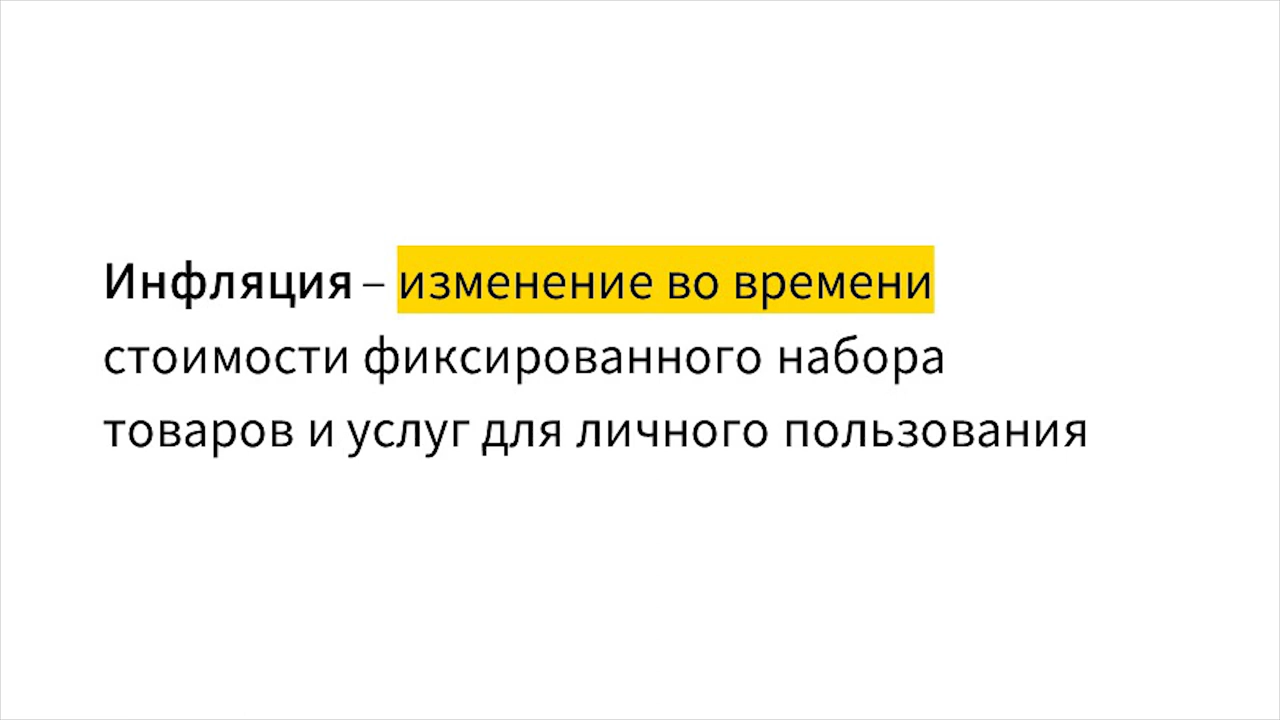 Инфляция – изменение во времени
стоимости фиксированного набора
товаров и услуг для личного пользования